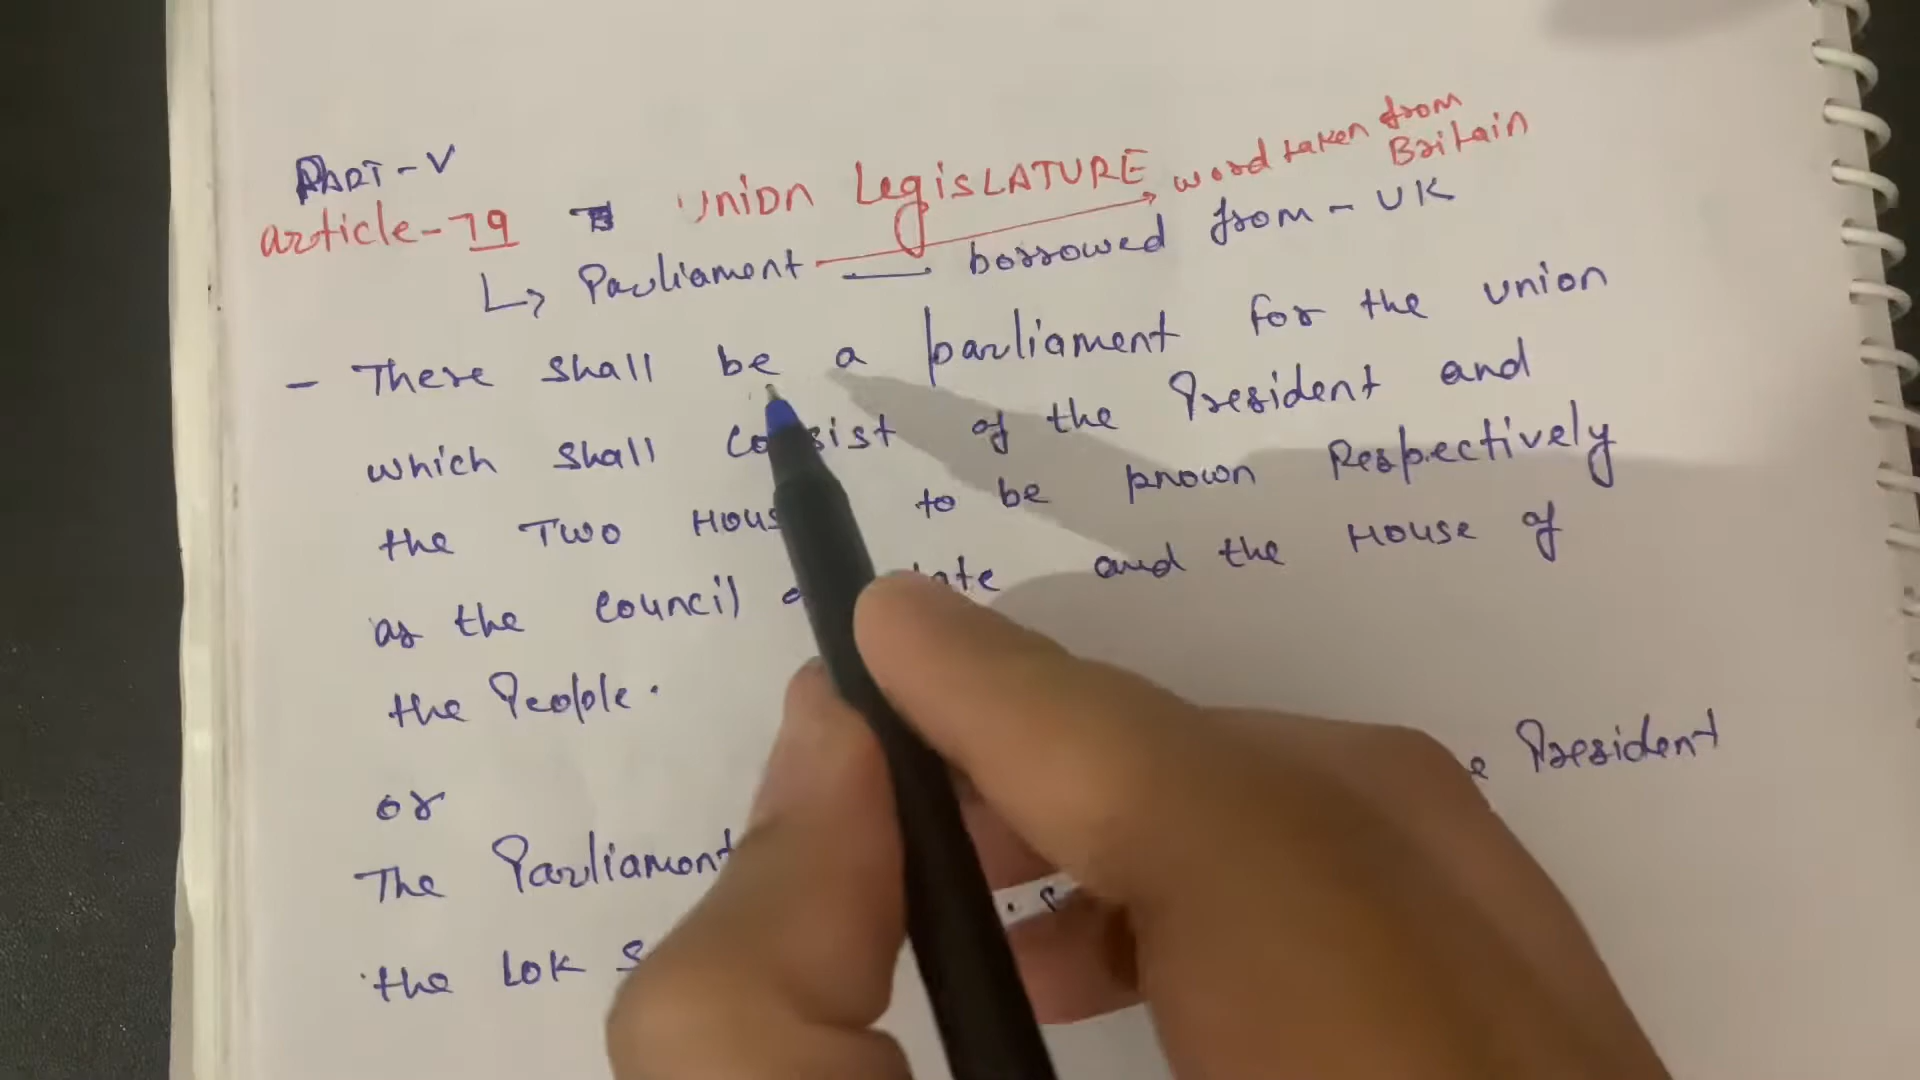 PART-V
article-79 UNION LegisLATURE word taken from Britain
↳ Parliament — borrowed from - UK
- There shall be a parliament for the union
which shall consist of the President and
the Two to be known Respectively
as the council and the House of
the People.
or
The Parliament President
the Lok